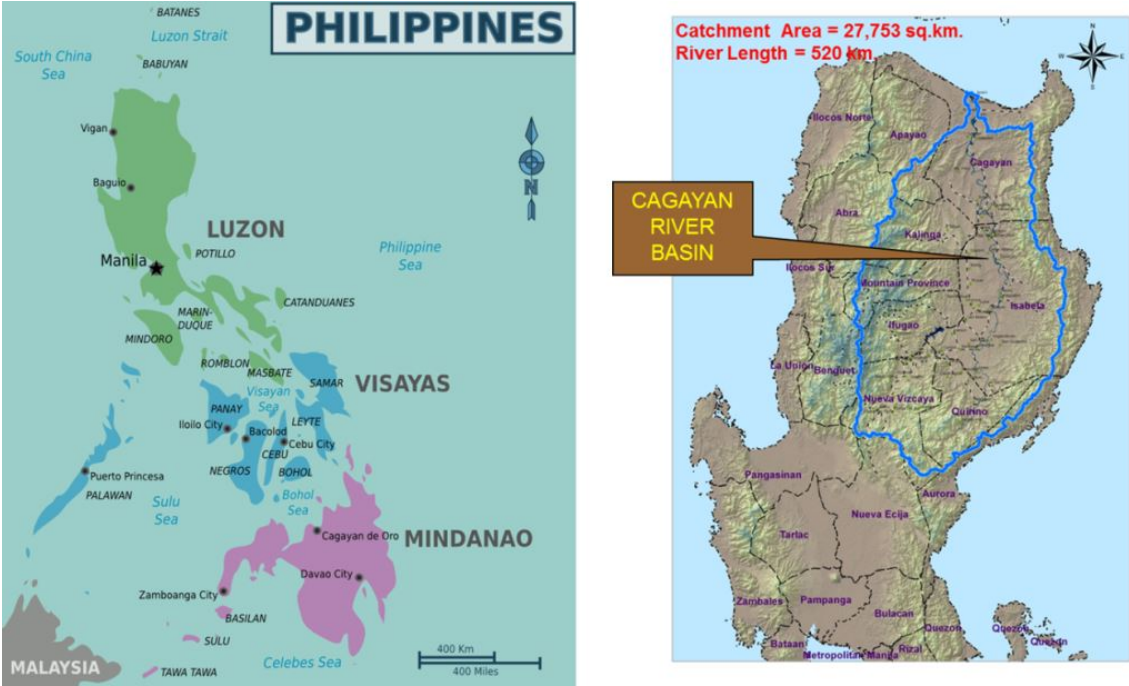 PHILIPPINES
BATANES
Luzon Strait
South China
Sea
BABUYAN
Vigan
Baguio
N
LUZON
POTILLO
Philippine
Sea
Manila
CATANDUANES
MARIN-
DUQUE
MINDORO
ROMBLON
MASBATE
SAMAR
VISAYAS
Visayan
Sea
PANAY
LEYTE
Iloilo City
Bacolod
Cebu City
CEBU
NEGROS
BOHOL
Puerto Princesa
PALAWAN
Sulu
Sea
Bohol
Sea
Cagayan de Oro
MINDANAO
Davao City
Zamboanga City
BASILAN
SULU
Celebes Sea
400 Km
400 Miles
MALAYSIA
TAWA TAWA
Catchment Area = 27,753 sq.km.
River Length = 520 km.
N
W
E
S
Ilocos Norte
Apayao
Cagayan
CAGAYAN
RIVER
BASIN
Abra
Kalinga
Ilocos Sur
Mountain Province
Isabela
Ifugao
La Union
Benguet
Nueva Vizcaya
Quirino
Pangasinan
Aurora
Nueva Ecija
Tarlac
Zambales
Pampanga
Bulacan
Quezon
Quezon
Quezon
Bataan
Rizal
Metropolitan Manila